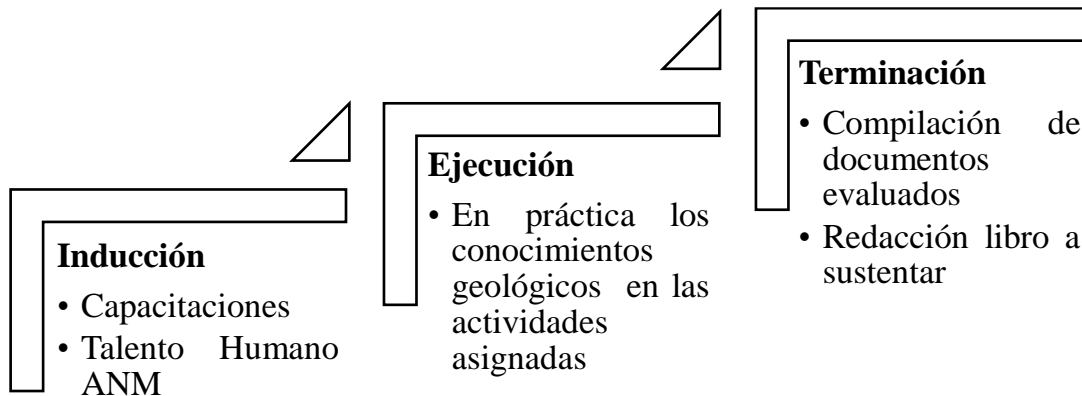 Inducción
• Capacitaciones
• Talento Humano
ANM
Ejecución
• En práctica los
conocimientos
geológicos en las
actividades
asignadas
Terminación
• Compilación de
documentos
evaluados
• Redacción libro a
sustentar